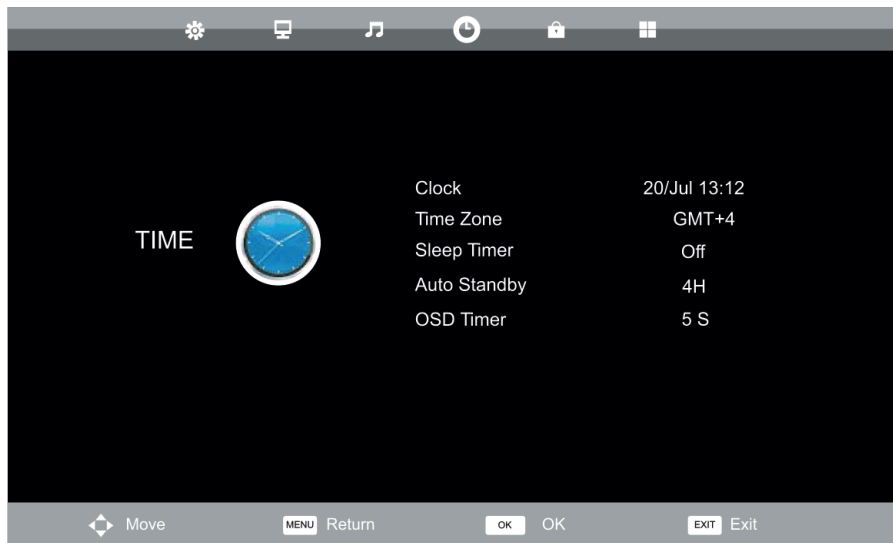 TIME
Clock 20/Jul 13:12
Time Zone GMT+4
Sleep Timer Off
Auto Standby 4H
OSD Timer 5 S
Move MENU Return OK OK EXIT Exit